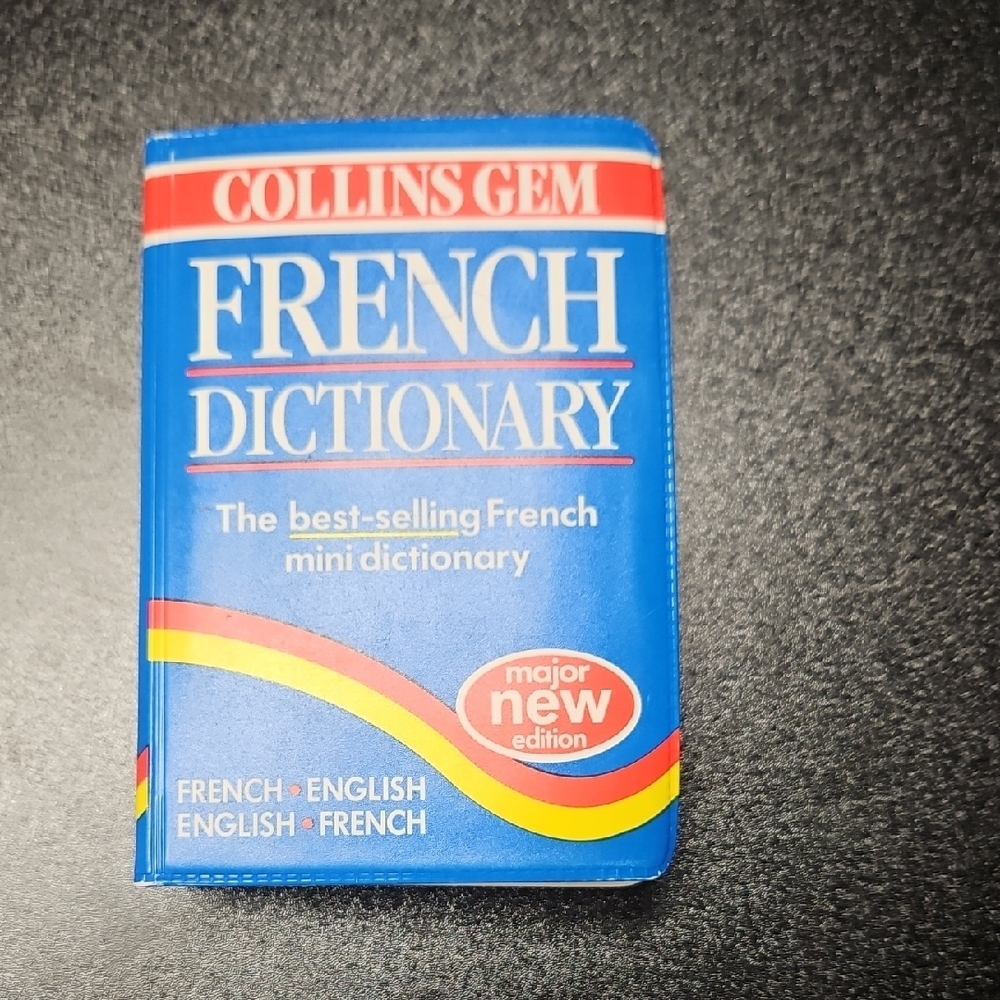 COLLINS GEM
FRENCH
DICTIONARY
The best-selling French
mini dictionary
major
new
edition
FRENCH • ENGLISH
ENGLISH • FRENCH